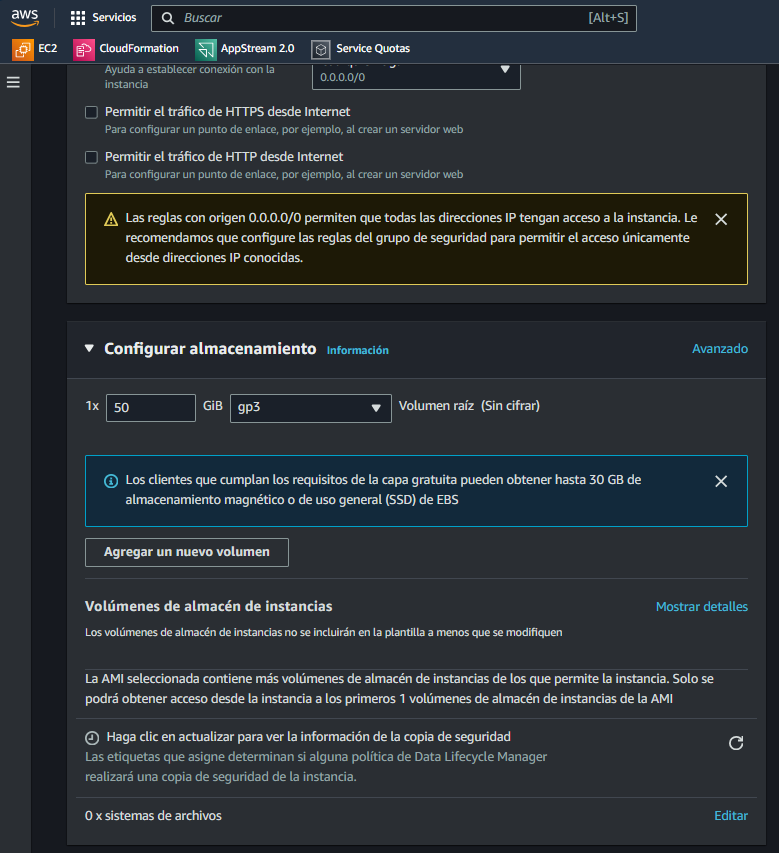 aws
Servicios
Buscar
[Alt+S]
EC2
CloudFormation
AppStream 2.0
Service Quotas
Ayuda a establecer conexión con la
instancia
0.0.0.0/0
Permitir el tráfico de HTTPS desde Internet
Para configurar un punto de enlace, por ejemplo, al crear un servidor web
Permitir el tráfico de HTTP desde Internet
Para configurar un punto de enlace, por ejemplo, al crear un servidor web
Las reglas con origen 0.0.0.0/0 permiten que todas las direcciones IP tengan acceso a la instancia. Le
recomendamos que configure las reglas del grupo de seguridad para permitir el acceso únicamente
desde direcciones IP conocidas.
Configurar almacenamiento Información
Avanzado
1x 50 GiB gp3 Volumen raíz (Sin cifrar)
Los clientes que cumplan los requisitos de la capa gratuita pueden obtener hasta 30 GB de
almacenamiento magnético o de uso general (SSD) de EBS
Agregar un nuevo volumen
Volúmenes de almacén de instancias
Mostrar detalles
Los volúmenes de almacén de instancias no se incluirán en la plantilla a menos que se modifiquen
La AMI seleccionada contiene más volúmenes de almacén de instancias de los que permite la instancia. Solo se
podrá obtener acceso desde la instancia a los primeros 1 volúmenes de almacén de instancias de la AMI
Haga clic en actualizar para ver la información de la copia de seguridad
Las etiquetas que asigne determinan si alguna política de Data Lifecycle Manager
realizará una copia de seguridad de la instancia.
0 x sistemas de archivos
Editar